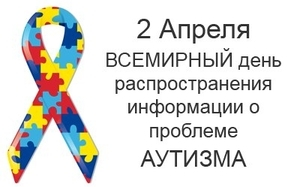 2 Апреля
ВСЕМИРНЫЙ день
распространения
информации о
проблеме
АУТИЗМА